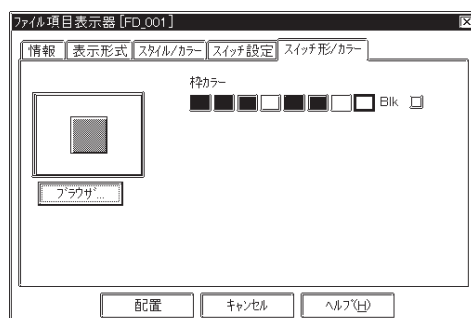 ファイル項目表示器 [FD_001]
情報 表示形式 スタイル/カラー スイッチ設定 スイッチ形/カラー
枠カラー
Blk
ブラウザ...
配置 キャンセル ヘルプ(H)